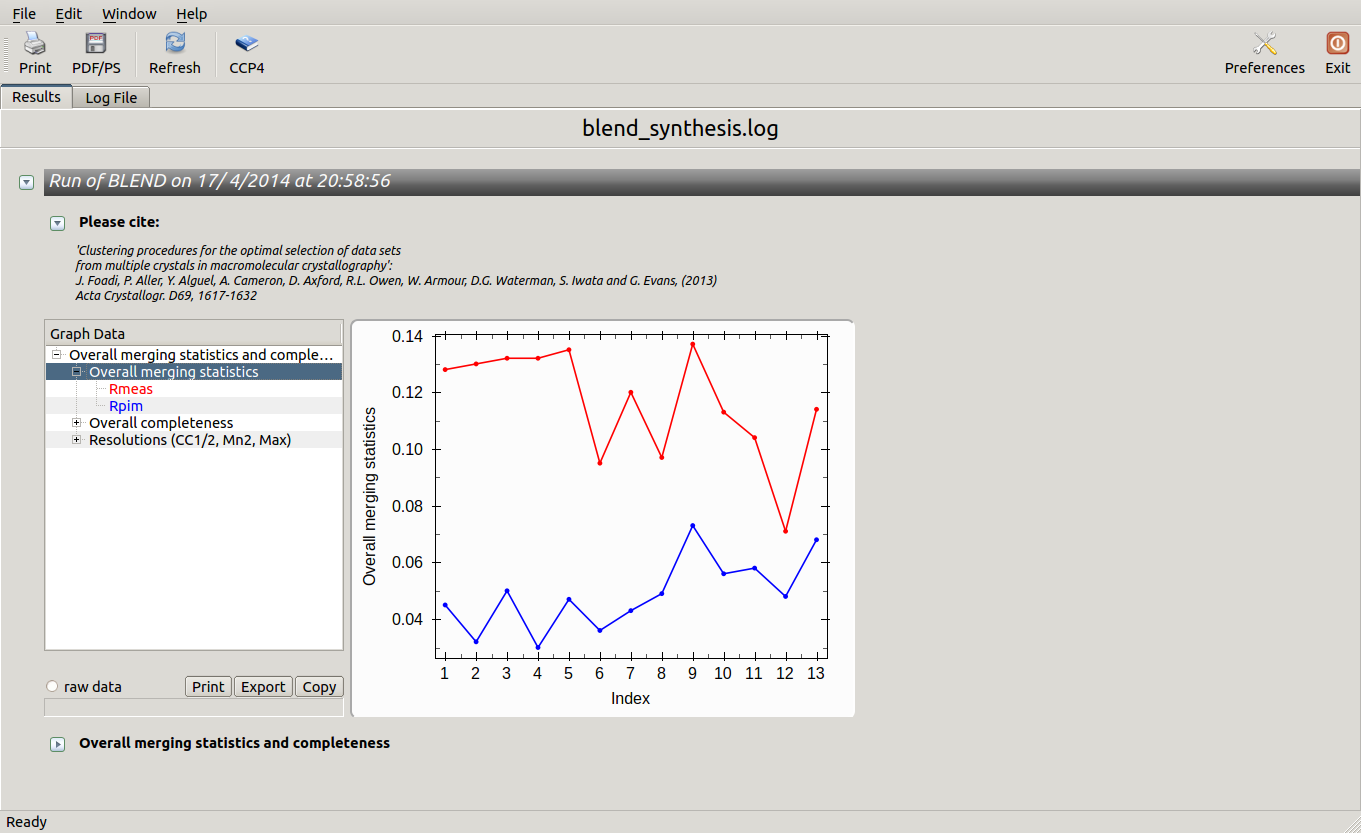 File Edit Window Help
Print PDF/PS Refresh CCP4 Preferences Exit
Results Log File
blend_synthesis.log
Run of BLEND on 17/ 4/2014 at 20:58:56
Please cite:
'Clustering procedures for the optimal selection of data sets
from multiple crystals in macromolecular crystallography':
J. Foadi, P. Aller, Y. Alguel, A. Cameron, D. Axford, R.L. Owen, W. Armour, D.G. Waterman, S. Iwata and G. Evans, (2013)
Acta Crystallogr. D69, 1617-1632
Graph Data
Overall merging statistics and comple...
Overall merging statistics
Rmeas
Rpim
Overall completeness
Resolutions (CC1/2, Mn2, Max)
raw data Print Export Copy
Overall merging statistics
0.14
0.12
0.10
0.08
0.06
0.04
1 2 3 4 5 6 7 8 9 10 11 12 13
Index
Overall merging statistics and completeness
Ready